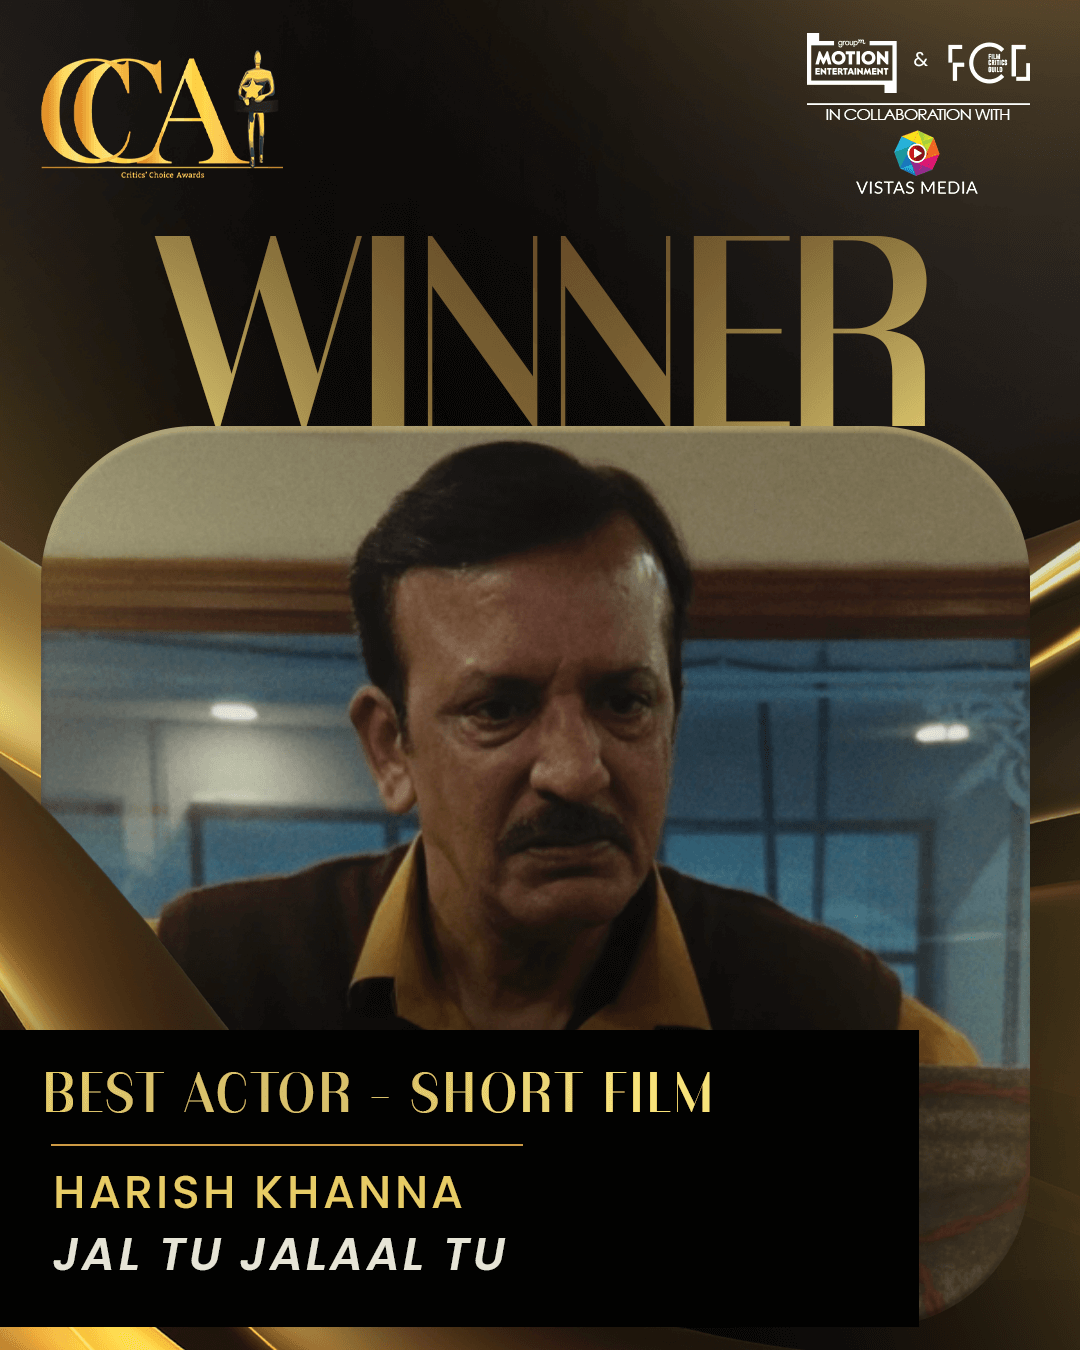 CCA
Critics' Choice Awards
groupm
MOTION
ENTERTAINMENT
&
FCG
FILM
CRITICS
GUILD
IN COLLABORATION WITH
VISTAS MEDIA
WINNER
BEST ACTOR - SHORT FILM
HARISH KHANNA
JAL TU JALAAL TU